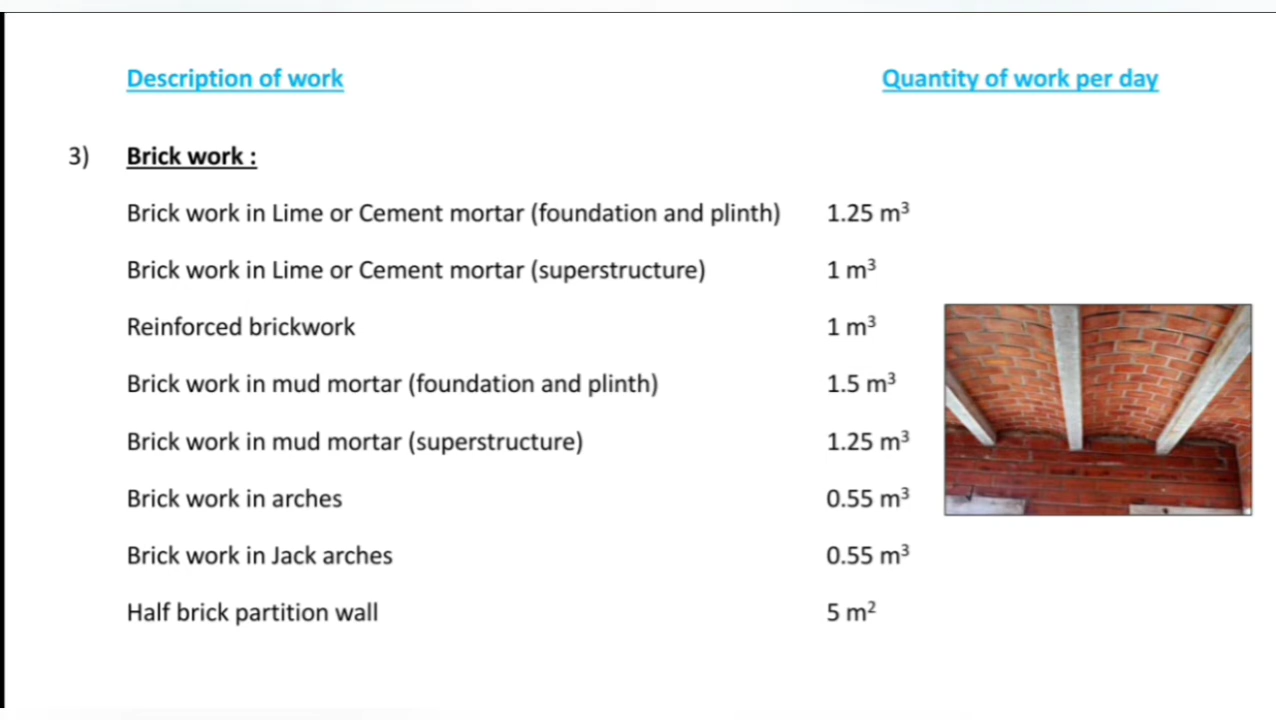 Description of work Quantity of work per day
3) Brick work :
Brick work in Lime or Cement mortar (foundation and plinth) 1.25 m³
Brick work in Lime or Cement mortar (superstructure) 1 m³
Reinforced brickwork 1 m³
Brick work in mud mortar (foundation and plinth) 1.5 m³
Brick work in mud mortar (superstructure) 1.25 m³
Brick work in arches 0.55 m³
Brick work in Jack arches 0.55 m³
Half brick partition wall 5 m²